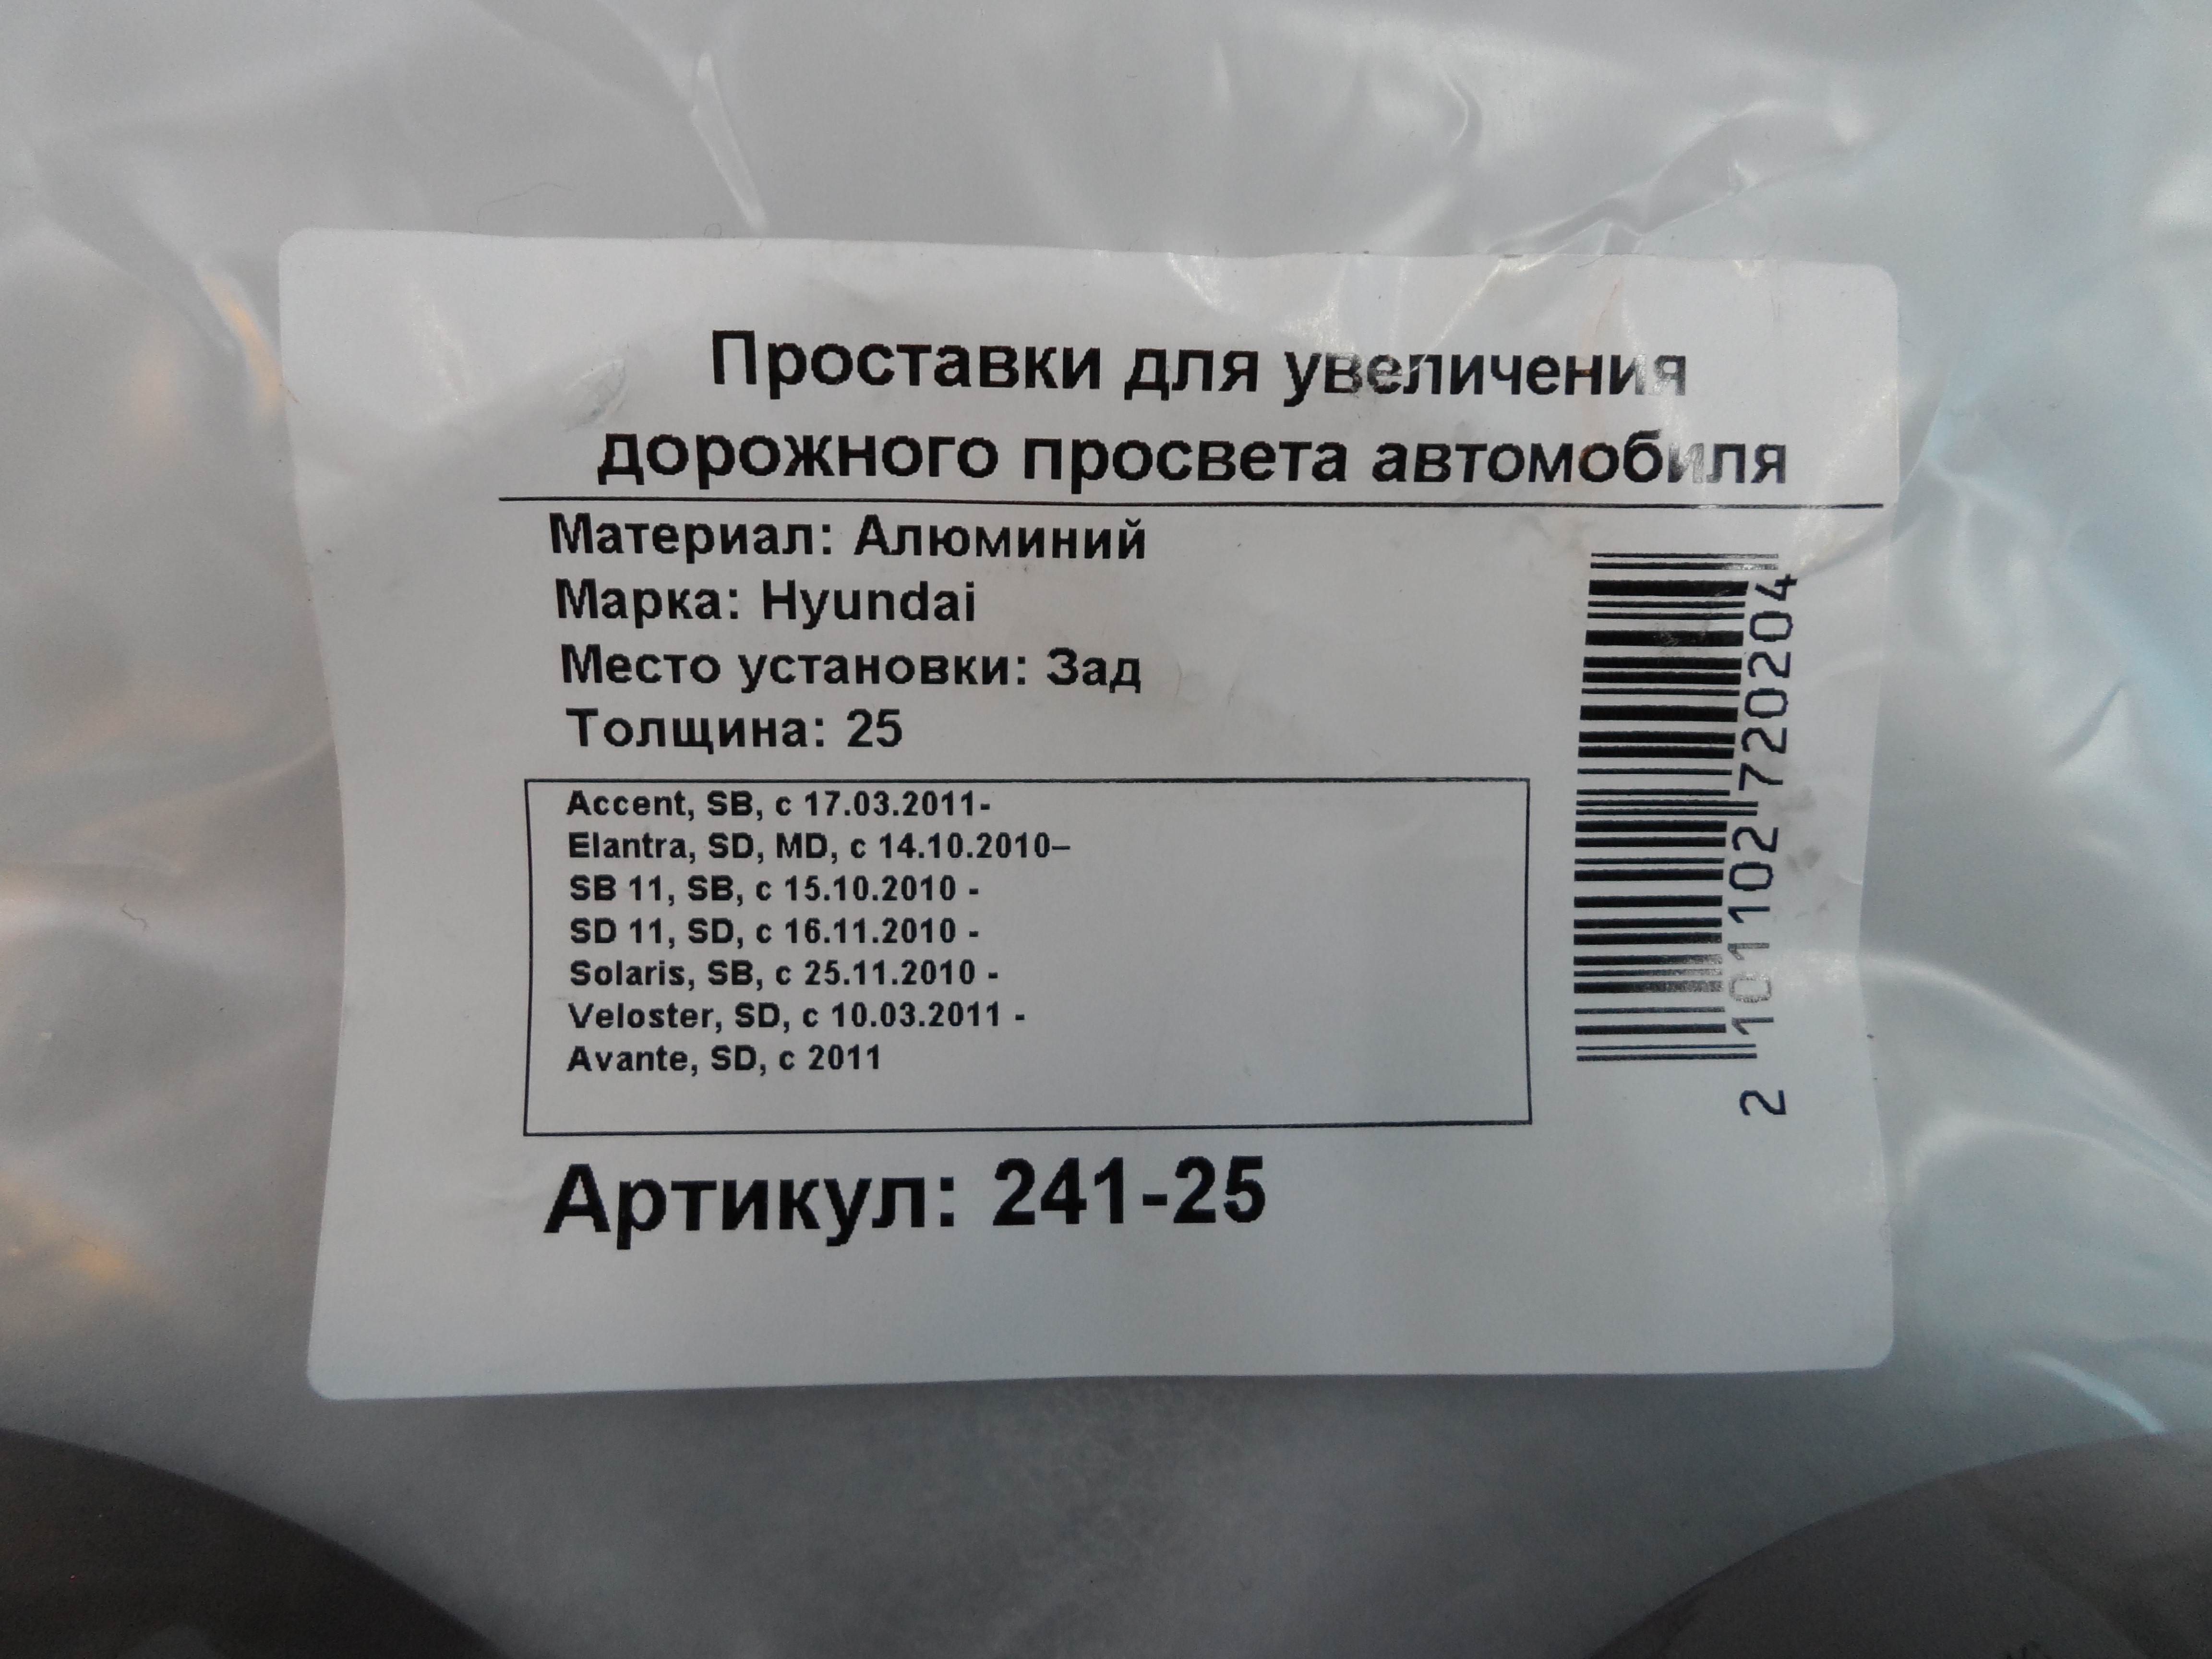 Проставки для увеличения
дорожного просвета автомобиля
Материал: Алюминий
Марка: Hyundai
Место установки: Зад
Толщина: 25
Accent, SB, с 17.03.2011-
Elantra, SD, MD, с 14.10.2010–
SB 11, SB, с 15.10.2010 -
SD 11, SD, с 16.11.2010 -
Solaris, SB, с 25.11.2010 -
Veloster, SD, с 10.03.2011 -
Avante, SD, с 2011
Артикул: 241-25
2 101102 720204